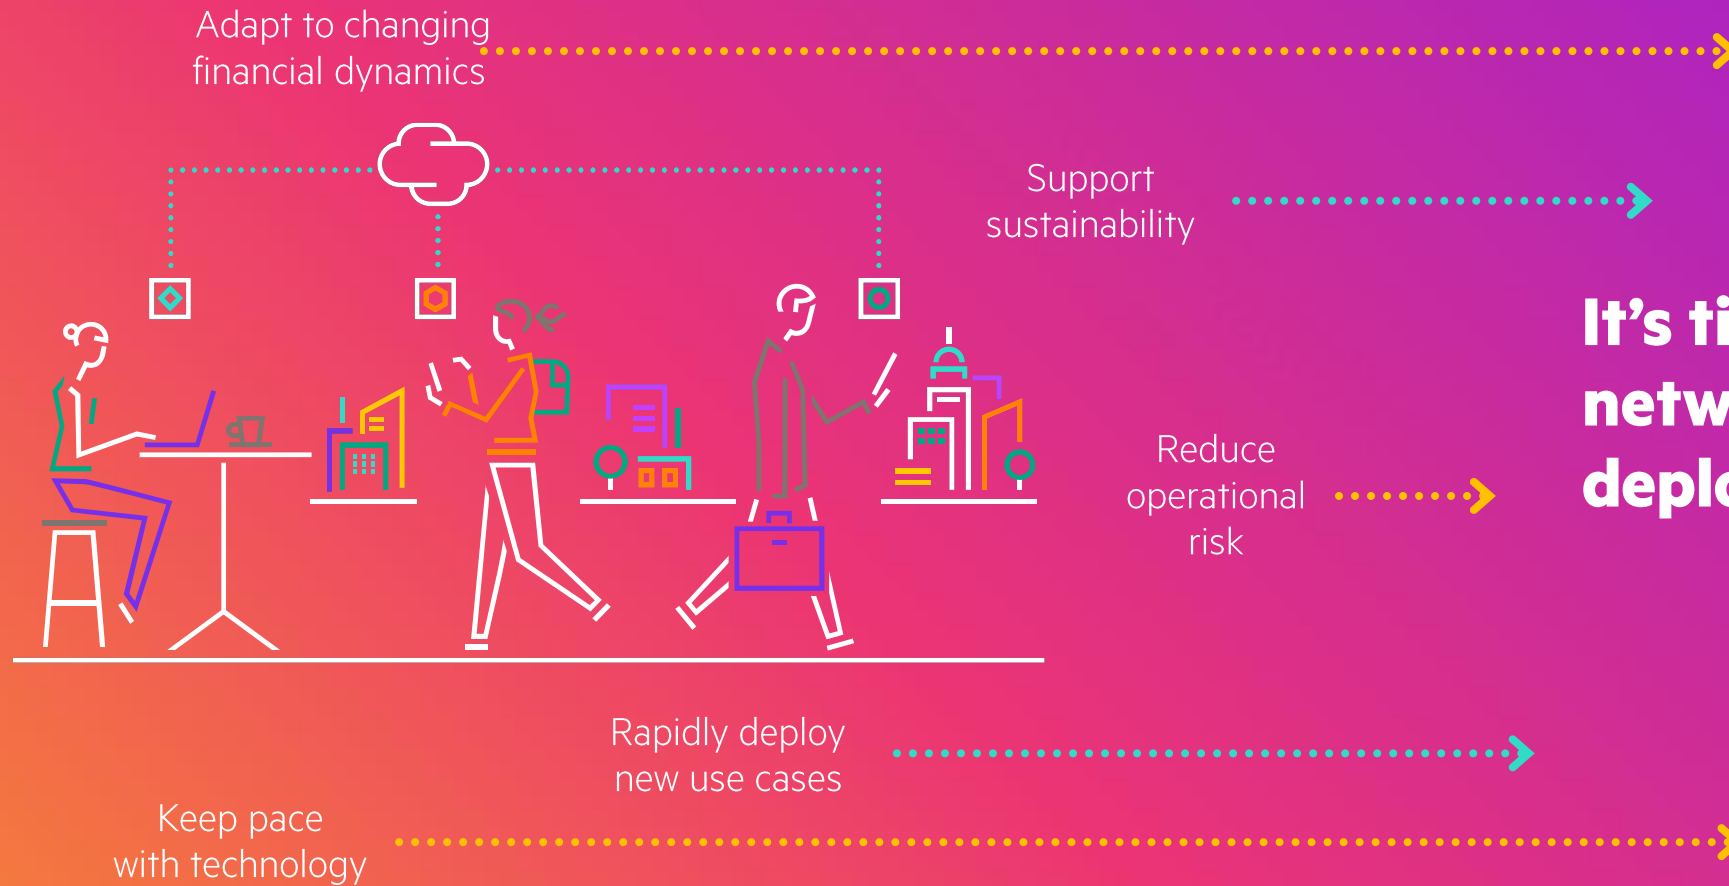 Adapt to changing
financial dynamics
Support
sustainability
It's
Reduce
operational
risk
Rapidly deploy
new use cases
Keep pace
with technology